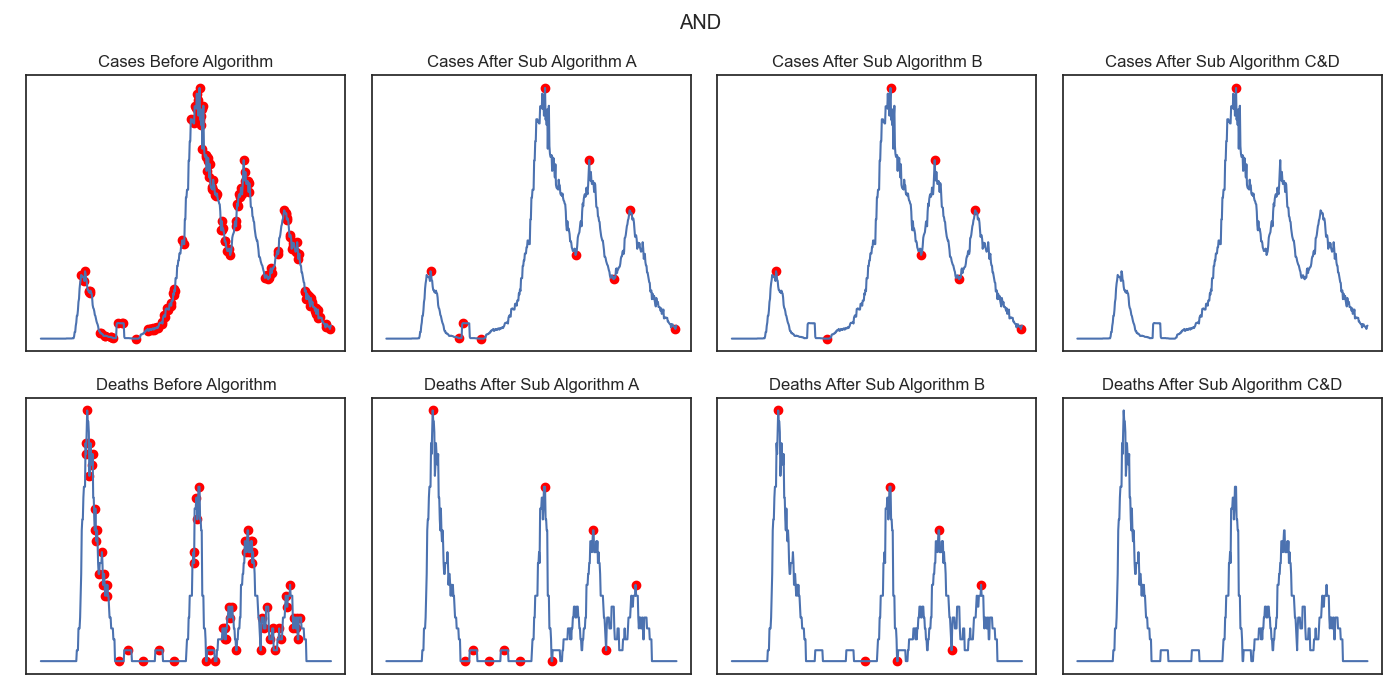 AND
Cases Before Algorithm
Cases After Sub Algorithm A
Cases After Sub Algorithm B
Cases After Sub Algorithm C&D
Deaths Before Algorithm
Deaths After Sub Algorithm A
Deaths After Sub Algorithm B
Deaths After Sub Algorithm C&D